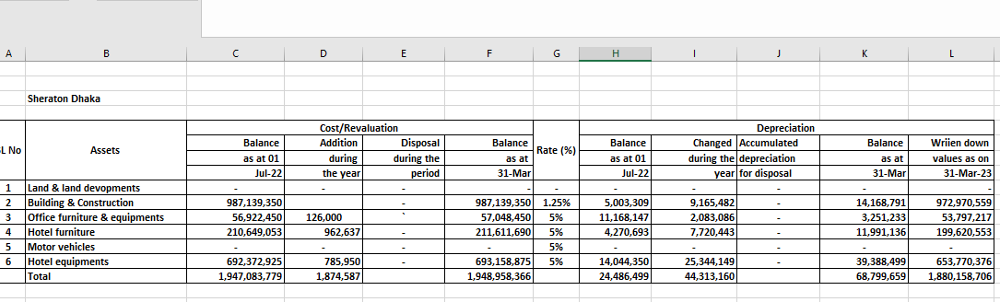 A B C D E F G H I J K L
Sheraton Dhaka
Cost/Revaluation Depreciation
SL No Assets Balance Addition Disposal Balance Rate (%) Balance Changed Accumulated Balance Wriien down
as at 01 during during the as at as at 01 during the depreciation as at values as on
Jul-22 the year period 31-Mar Jul-22 year for disposal 31-Mar 31-Mar-23
1 Land & land devopments - - - - - - - - - -
2 Building & Construction 987,139,350 - 987,139,350 1.25% 5,003,309 9,165,482 - 14,168,791 972,970,559
3 Office furniture & equipments 56,922,450 126,000 ` 57,048,450 5% 11,168,147 2,083,086 - 3,251,233 53,797,217
4 Hotel furniture 210,649,053 962,637 - 211,611,690 5% 4,270,693 7,720,443 - 11,991,136 199,620,553
5 Motor vehicles - - - - 5% - - - - -
6 Hotel equipments 692,372,925 785,950 - 693,158,875 5% 14,044,350 25,344,149 - 39,388,499 653,770,376
Total 1,947,083,779 1,874,587 1,948,958,366 24,486,499 44,313,160 68,799,659 1,880,158,706